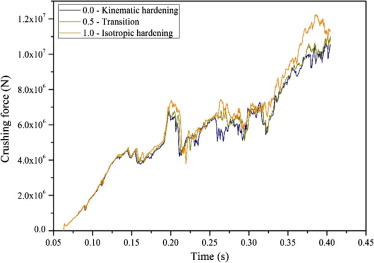 0.0 - Kinematic hardening
0.5 - Transition
1.0 - Isotropic hardening
Crushing force (N)
1.2x10⁷
1.0x10⁷
8.0x10⁶
6.0x10⁶
4.0x10⁶
2.0x10⁶
0.0
0.05 0.10 0.15 0.20 0.25 0.30 0.35 0.40 0.45
Time (s)